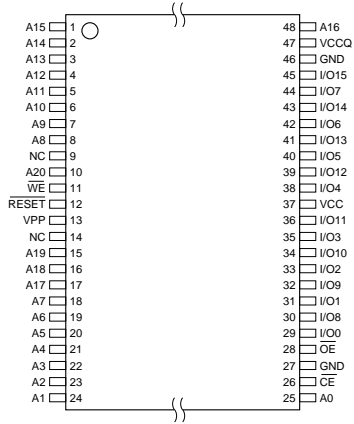 A15 1 48 A16
A14 2 47 VCCQ
A13 3 46 GND
A12 4 45 I/O15
A11 5 44 I/O7
A10 6 43 I/O14
A9 7 42 I/O6
A8 8 41 I/O13
NC 9 40 I/O5
A20 10 39 I/O12
WE 11 38 I/O4
RESET 12 37 VCC
VPP 13 36 I/O11
NC 14 35 I/O3
A19 15 34 I/O10
A18 16 33 I/O2
A17 17 32 I/O9
A7 18 31 I/O1
A6 19 30 I/O8
A5 20 29 I/O0
A4 21 28 OE
A3 22 27 GND
A2 23 26 CE
A1 24 25 A0